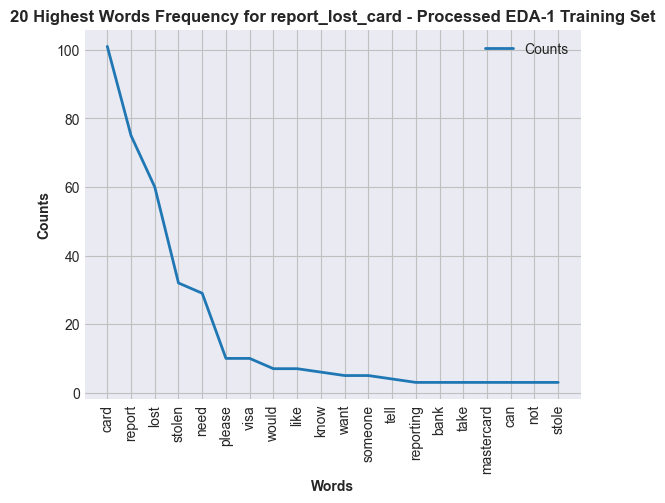 20 Highest Words Frequency for report_lost_card - Processed EDA-1 Training Set
Counts
Counts
100
80
60
40
20
0
card
report
lost
stolen
need
please
visa
would
like
know
want
someone
tell
reporting
bank
take
mastercard
can
not
stole
Words